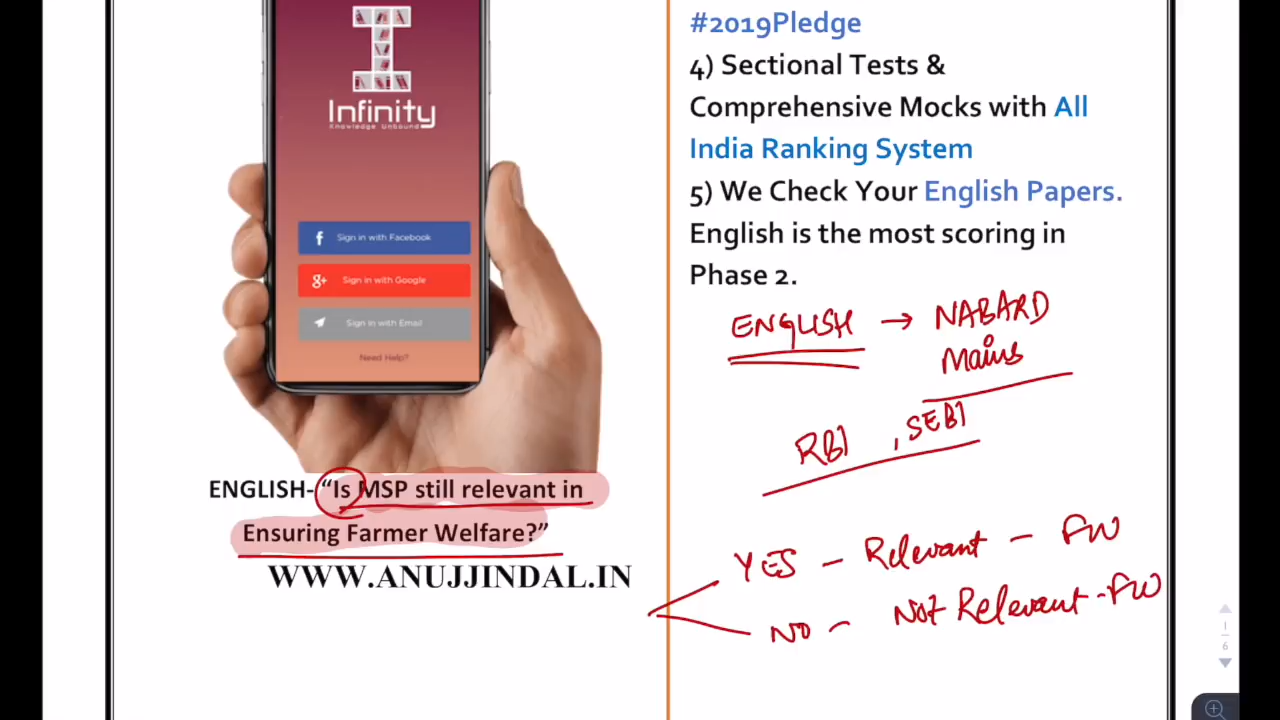 Infinity
Knowledge Unbound
f Sign in with Facebook
g+ Sign in with Google
Sign in with Email
Need Help?
ENGLISH- “Is MSP still relevant in
Ensuring Farmer Welfare?”
WWW.ANUJJINDAL.IN
#2019Pledge
4) Sectional Tests &
Comprehensive Mocks with All
India Ranking System
5) We Check Your English Papers.
English is the most scoring in
Phase 2.
ENGLISH → NABARD
Mains
RBI , SEBI
YES – Relevant – FW
NO – Not Relevant - FW
1
6